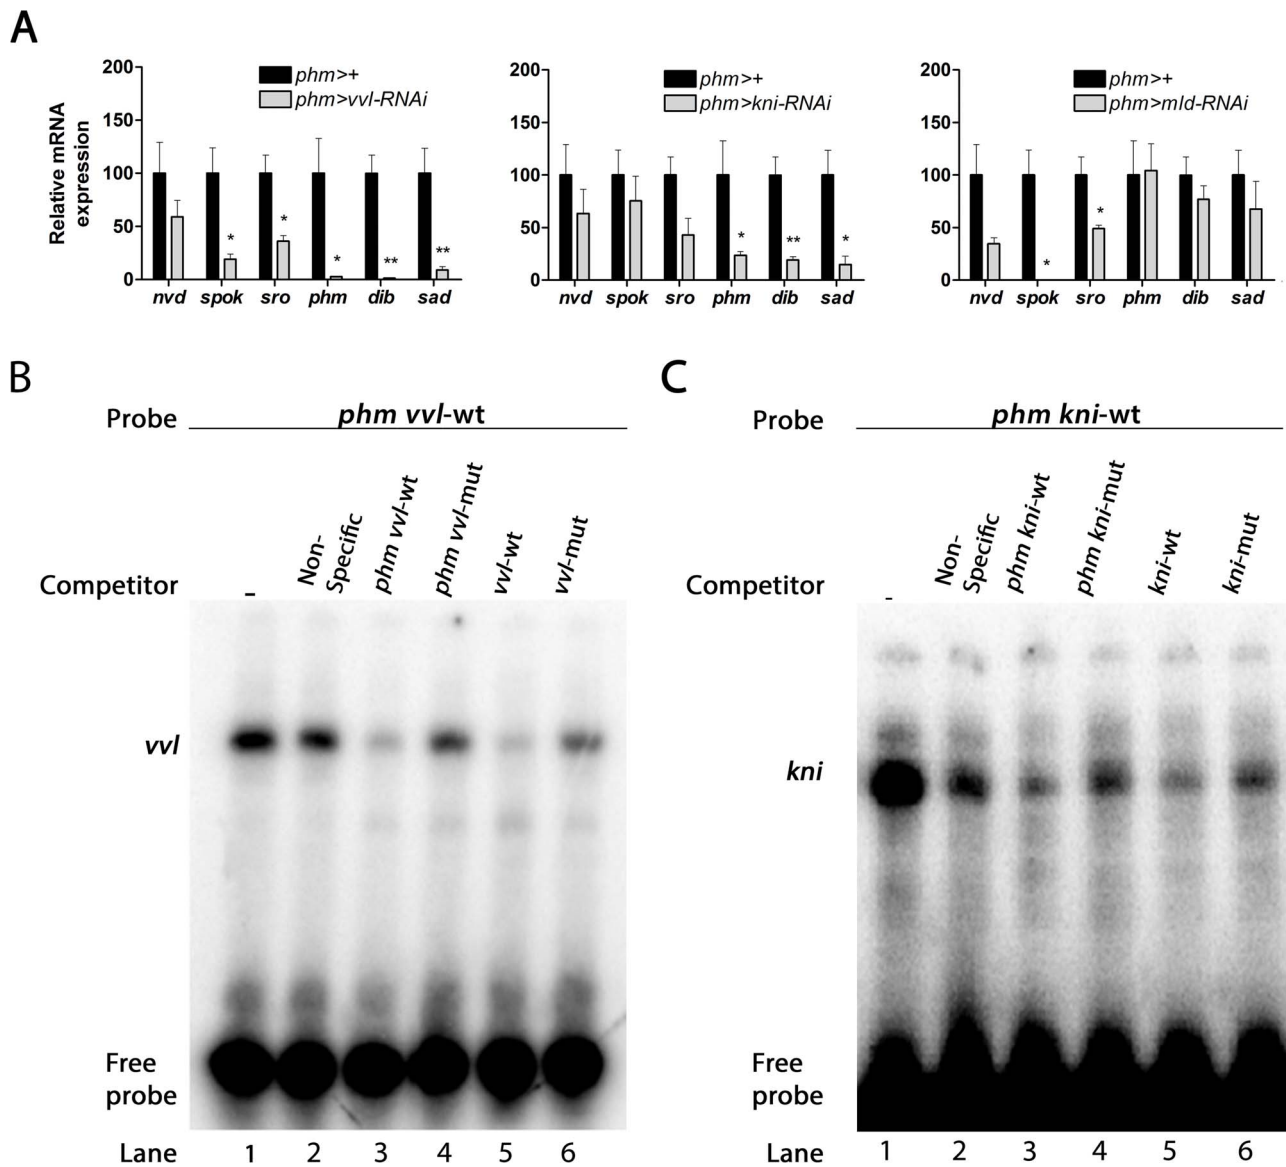 A
Relative mRNA
expression
200
150
100
50
0
phm>+
phm>vvl-RNAi
*
*
*
**
**
nvd spok sro phm dib sad
200
150
100
50
0
phm>+
phm>kni-RNAi
*
**
*
nvd spok sro phm dib sad
200
150
100
50
0
phm>+
phm>mld-RNAi
*
*
nvd spok sro phm dib sad
B
Probe
phm vvl-wt
Competitor
-
Non-
Specific
phm vvl-wt
phm vvl-mut
vvl-wt
vvl-mut
vvl
Free
probe
Lane 1 2 3 4 5 6
C
Probe
phm kni-wt
Competitor
-
Non-
Specific
phm kni-wt
phm kni-mut
kni-wt
kni-mut
kni
Free
probe
Lane 1 2 3 4 5 6